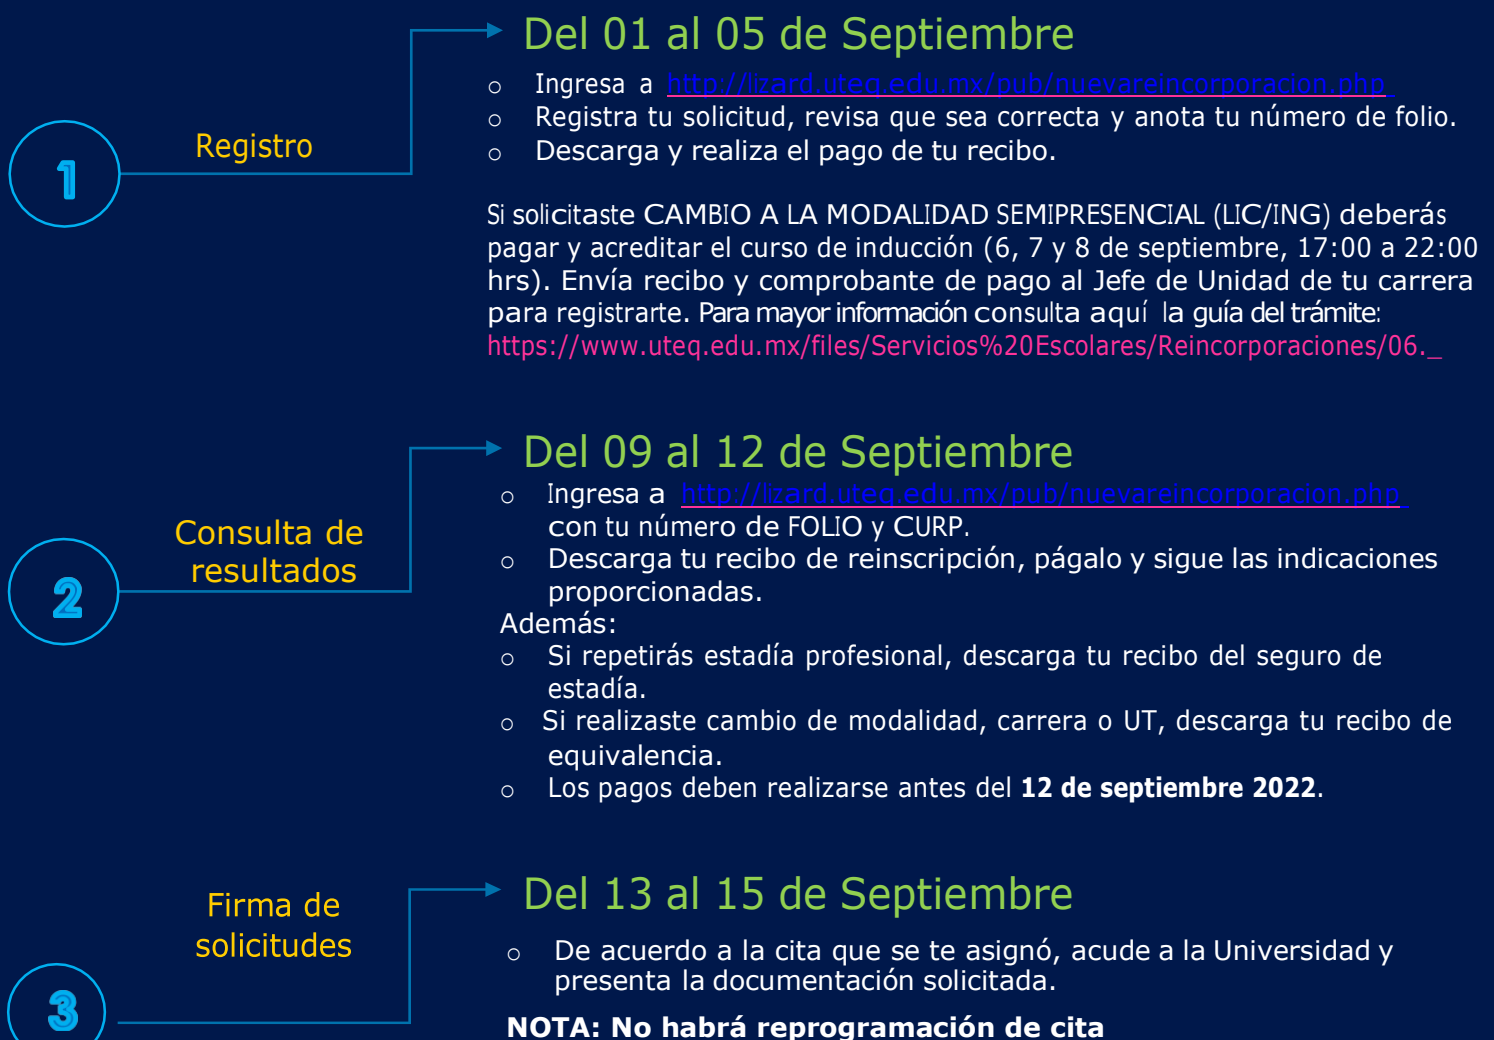 Del 01 al 05 de Septiembre
o Ingresa a http://lizard.uteq.edu.mx/pub/nuevareincorporacion.php
o Registra tu solicitud, revisa que sea correcta y anota tu número de folio.
o Descarga y realiza el pago de tu recibo.
1
Registro
Si solicitaste CAMBIO A LA MODALIDAD SEMIPRESENCIAL (LIC/ING) deberás
pagar y acreditar el curso de inducción (6, 7 y 8 de septiembre, 17:00 a 22:00
hrs). Envía recibo y comprobante de pago al Jefe de Unidad de tu carrera
para registrarte. Para mayor información consulta aquí la guía del trámite:
https://www.uteq.edu.mx/files/Servicios%20Escolares/Reincorporaciones/06._
Del 09 al 12 de Septiembre
o Ingresa a http://lizard.uteq.edu.mx/pub/nuevareincorporacion.php
con tu número de FOLIO y CURP.
o Descarga tu recibo de reinscripción, págalo y sigue las indicaciones
proporcionadas.
2
Consulta de
resultados
Además:
o Si repetirás estadía profesional, descarga tu recibo del seguro de
estadía.
o Si realizaste cambio de modalidad, carrera o UT, descarga tu recibo de
equivalencia.
o Los pagos deben realizarse antes del 12 de septiembre 2022.
Del 13 al 15 de Septiembre
3
Firma de
solicitudes
o De acuerdo a la cita que se te asignó, acude a la Universidad y
presenta la documentación solicitada.
NOTA: No habrá reprogramación de cita